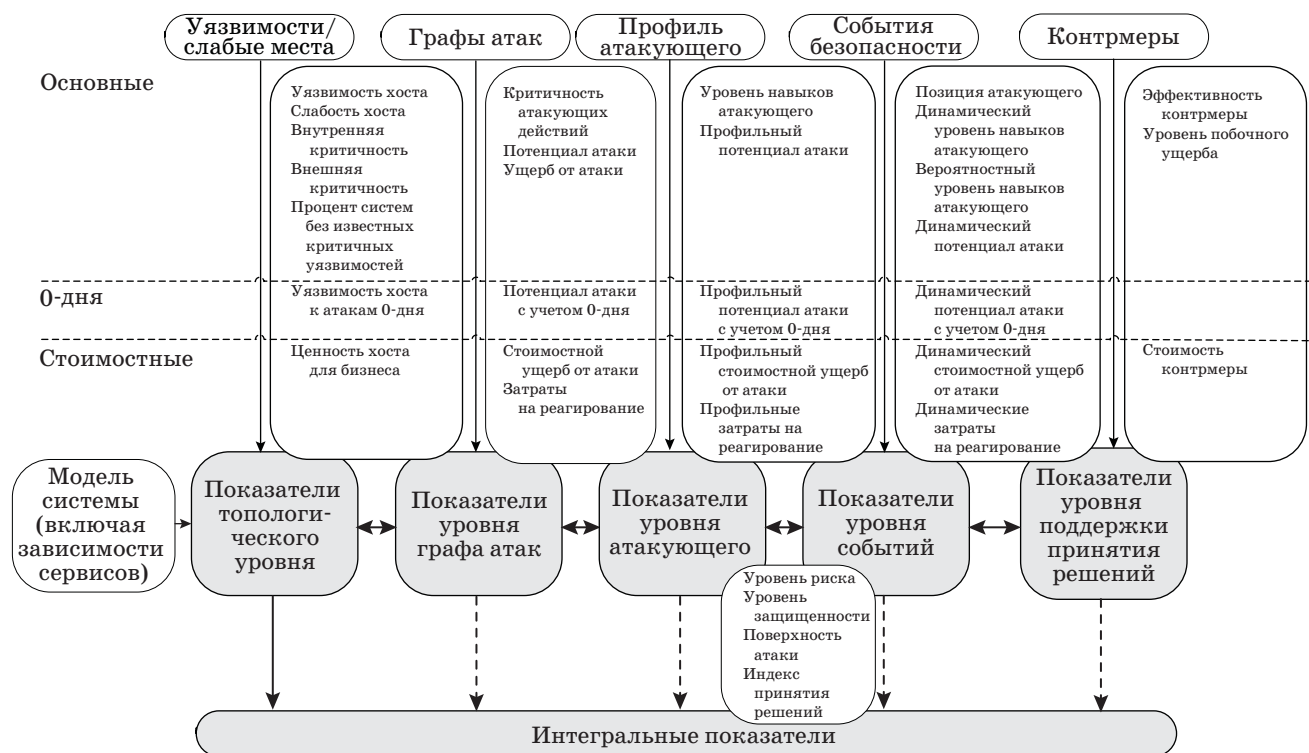 Уязвимости/
слабые места
Графы атак
Профиль
атакующего
События
безопасности
Контрмеры
Основные
Уязвимость хоста
Слабость хоста
Внутренняя
критичность
Внешняя
критичность
Процент систем
без известных
критичных
уязвимостей
Критичность
атакующих
действий
Потенциал атаки
Ущерб от атаки
Уровень навыков
атакующего
Профильный
потенциал атаки
Позиция атакующего
Динамический
уровень навыков
атакующего
Вероятностный
уровень навыков
атакующего
Динамический
потенциал атаки
Эффективность
контрмеры
Уровень побочного
ущерба
0-дня
Уязвимость хоста
к атакам 0-дня
Потенциал атаки
с учетом 0-дня
Профильный
потенциал атаки
с учетом 0-дня
Динамический
потенциал атаки
с учетом 0-дня
Стоимостные
Ценность хоста
для бизнеса
Стоимостной
ущерб от атаки
Затраты
на реагирование
Профильный
стоимостной ущерб
от атаки
Профильные
затраты на
реагирование
Динамический
стоимостной ущерб
от атаки
Динамические
затраты
на реагирование
Стоимость
контрмеры
Модель
системы
(включая
зависимости
сервисов)
Показатели
топологи-
ческого
уровня
Показатели
уровня
графа атак
Показатели
уровня
атакующего
Показатели
уровня
событий
Показатели
уровня
поддержки
принятия
решений
Уровень риска
Уровень
защищенности
Поверхность
атаки
Индекс
принятия
решений
Интегральные показатели